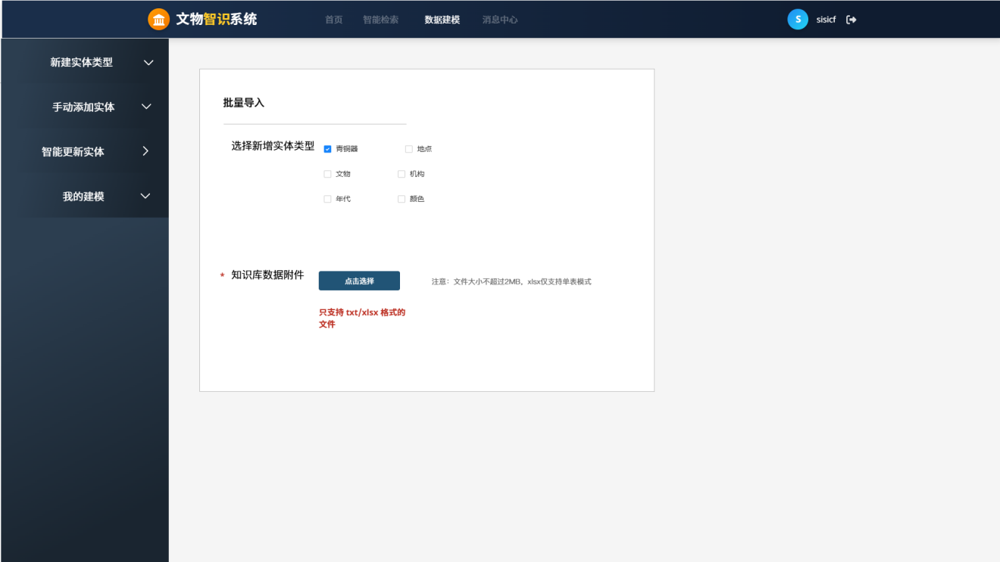 文物智识系统 首页 智能检索 数据建模 消息中心 S sisicf
新建实体类型
手动添加实体
智能更新实体
我的建模
批量导入
选择新增实体类型 青铜器 地点
文物 机构
年代 颜色
* 知识库数据附件 点击选择 注意：文件大小不超过2MB，xlsx仅支持单表模式
只支持 txt/xlsx 格式的
文件